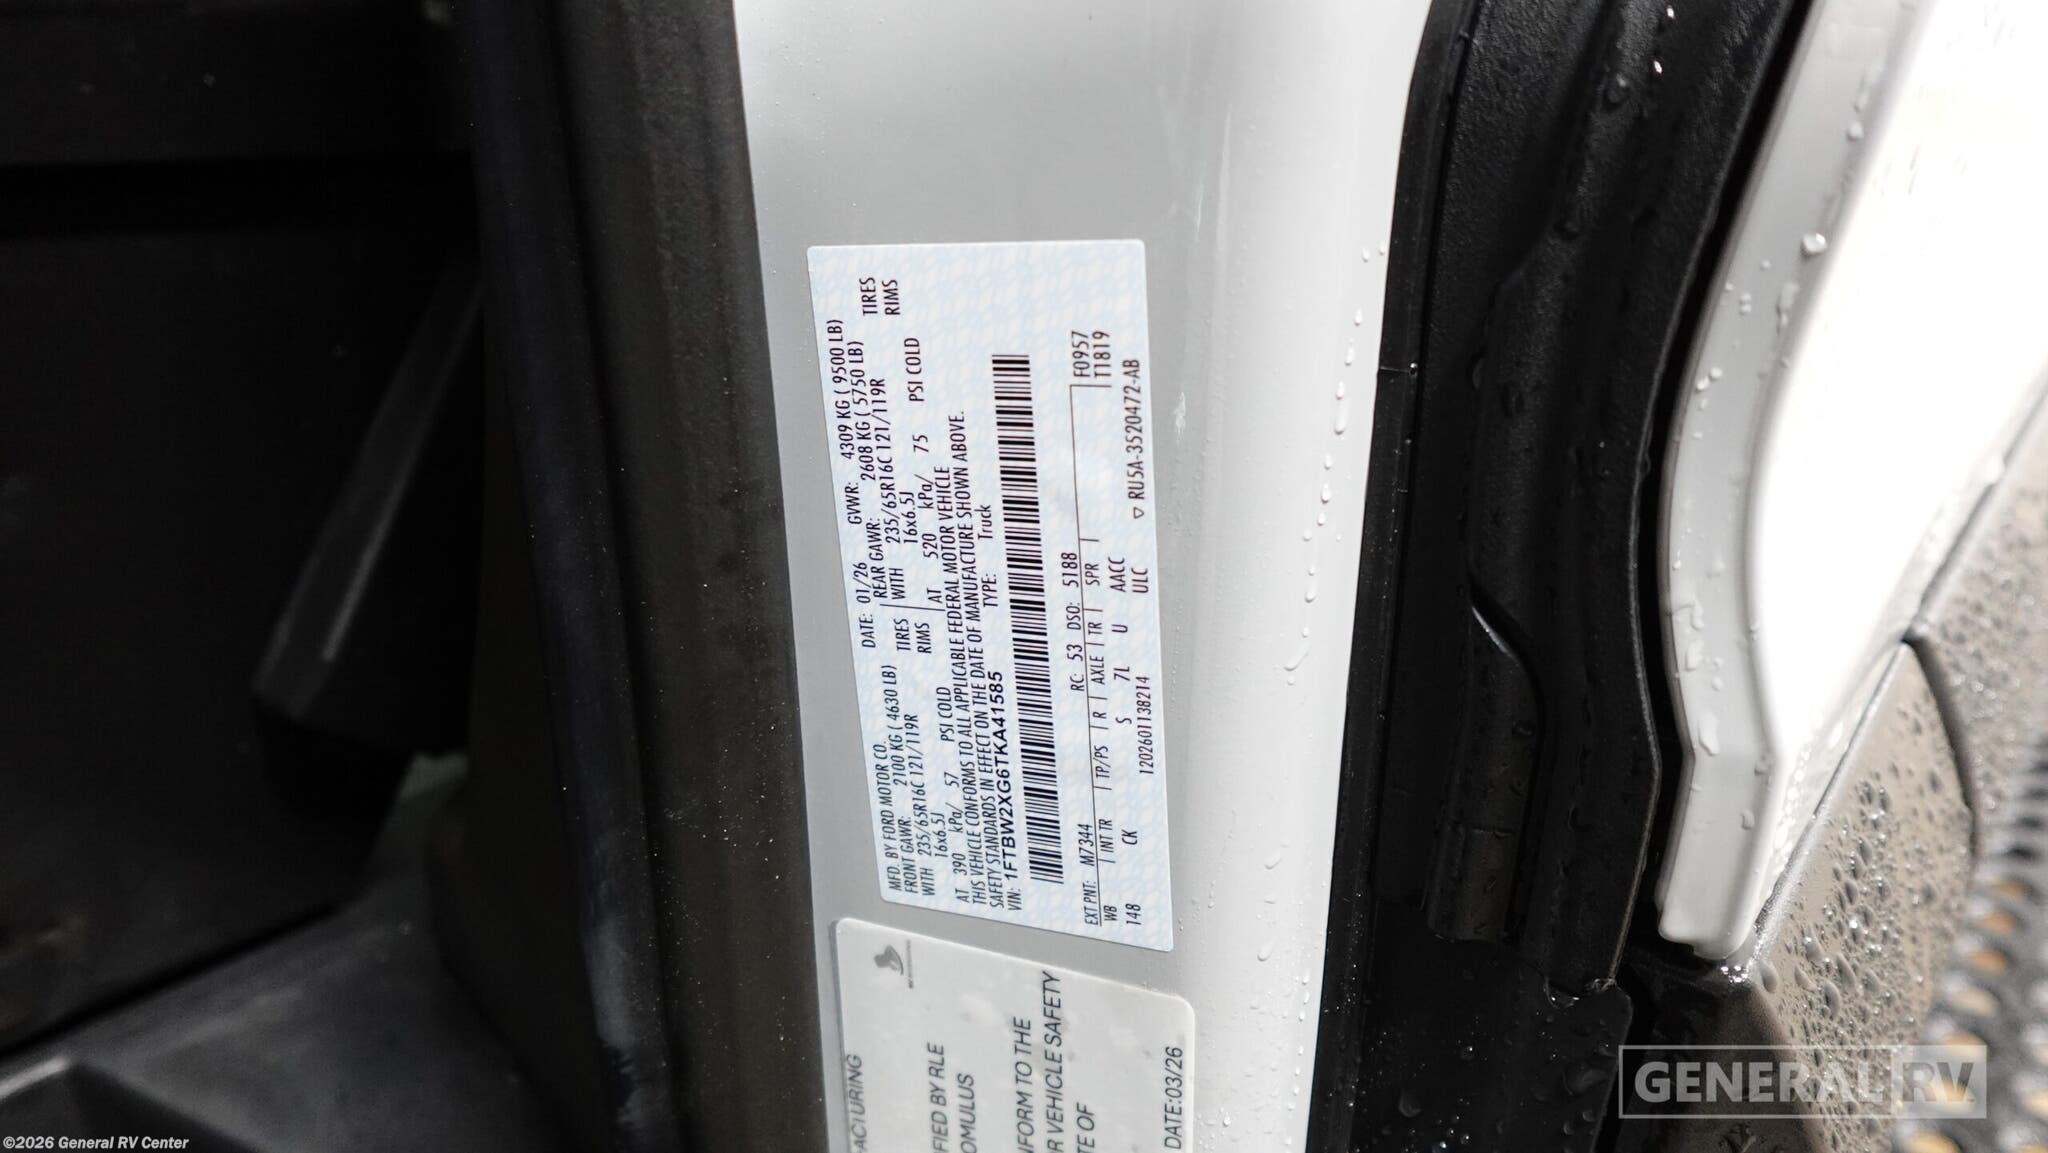 MFD. BY FORD MOTOR CO. DATE: 01/26 GVWR: 4309 KG ( 9500 LB)
FRONT GAWR: 2100 KG ( 4630 LB) REAR GAWR: 2608 KG ( 5750 LB)
WITH 235/65R16C 121/119R TIRES WITH 235/65R16C 121/119R TIRES
16x6.5J RIMS 16x6.5J RIMS
AT 390 kPa/ 57 PSI COLD AT 520 kPa/ 75 PSI COLD
THIS VEHICLE CONFORMS TO ALL APPLICABLE FEDERAL MOTOR VEHICLE
SAFETY STANDARDS IN EFFECT ON THE DATE OF MANUFACTURE SHOWN ABOVE.
VIN: 1FTBW2XG6TKA41585 TYPE: Truck
EXT PNT: M7344 RC: 53 DSO: 5188 F0957
WB INT TR TP/PS R AXLE TR SPR T1819
148 CK S 7L U AACC
1202601138214 ULC ▽ RU5A-3520472-AB
FACTURING
FIED BY RLE
OMULUS
NFORM TO THE
R VEHICLE SAFETY
TE OF
DATE:03/26
GENERAL RV
©2026 General RV Center